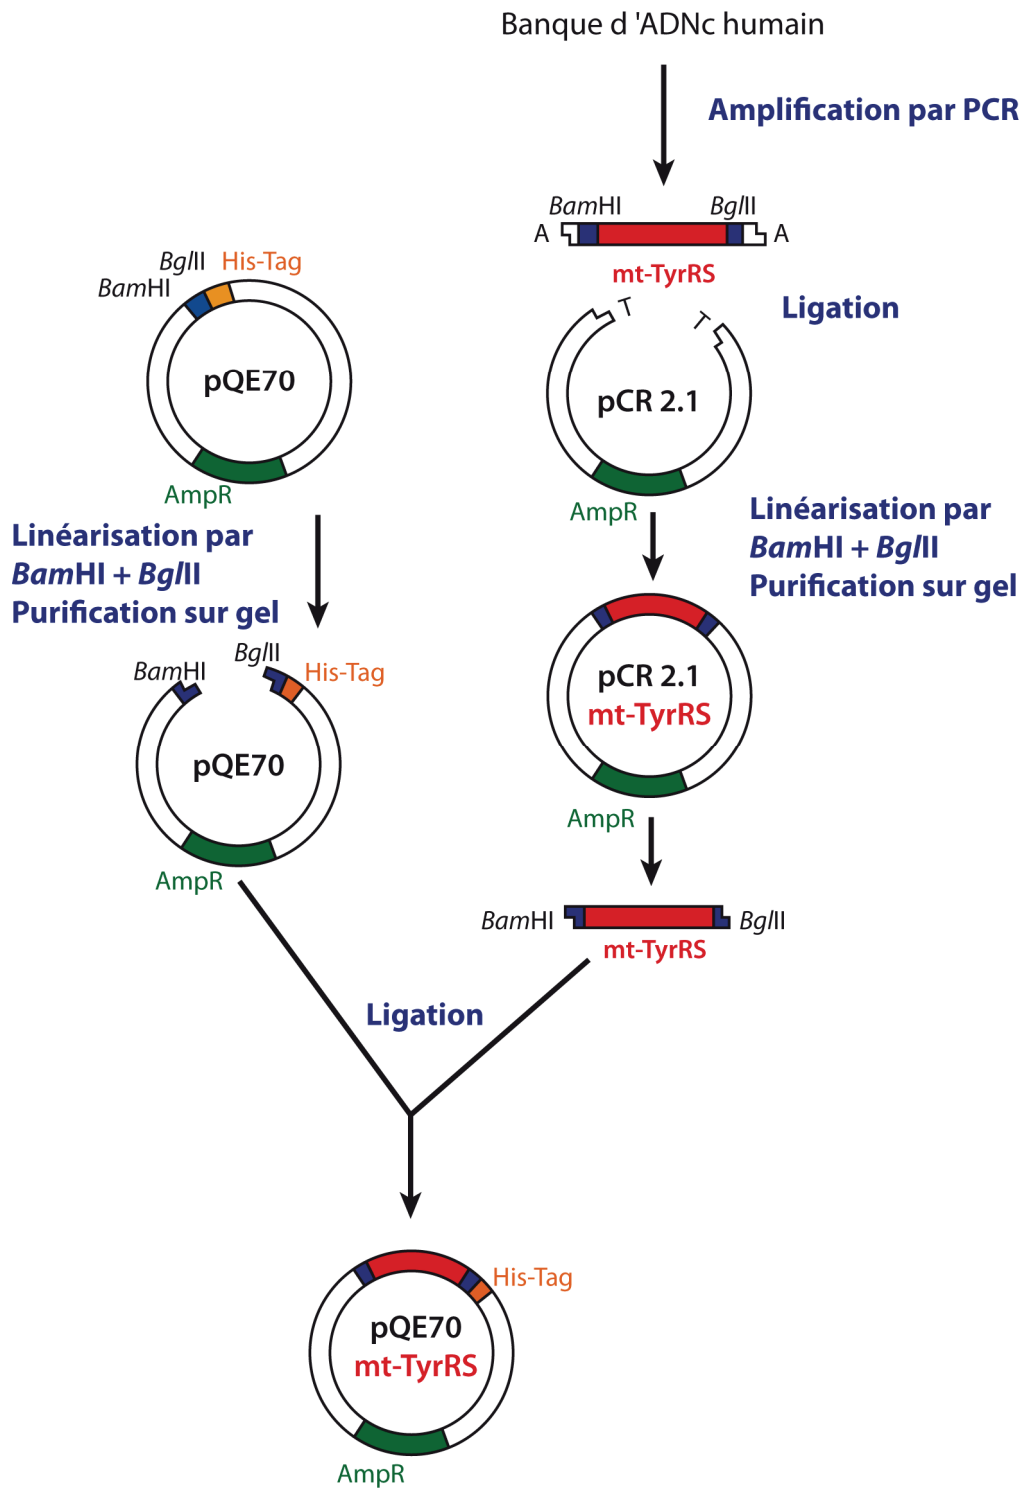 Banque d 'ADNc humain
Amplification par PCR
BamHI
BglII
A
A
mt-TyrRS
T
T
Ligation
pCR 2.1
AmpR
BglII
His-Tag
BamHI
pQE70
AmpR
Linéarisation par
BamHI + BglII
Purification sur gel
Linéarisation par
BamHI + BglII
Purification sur gel
BglII
BamHI
His-Tag
pQE70
AmpR
pCR 2.1
mt-TyrRS
AmpR
BamHI
BglII
mt-TyrRS
Ligation
His-Tag
pQE70
mt-TyrRS
AmpR